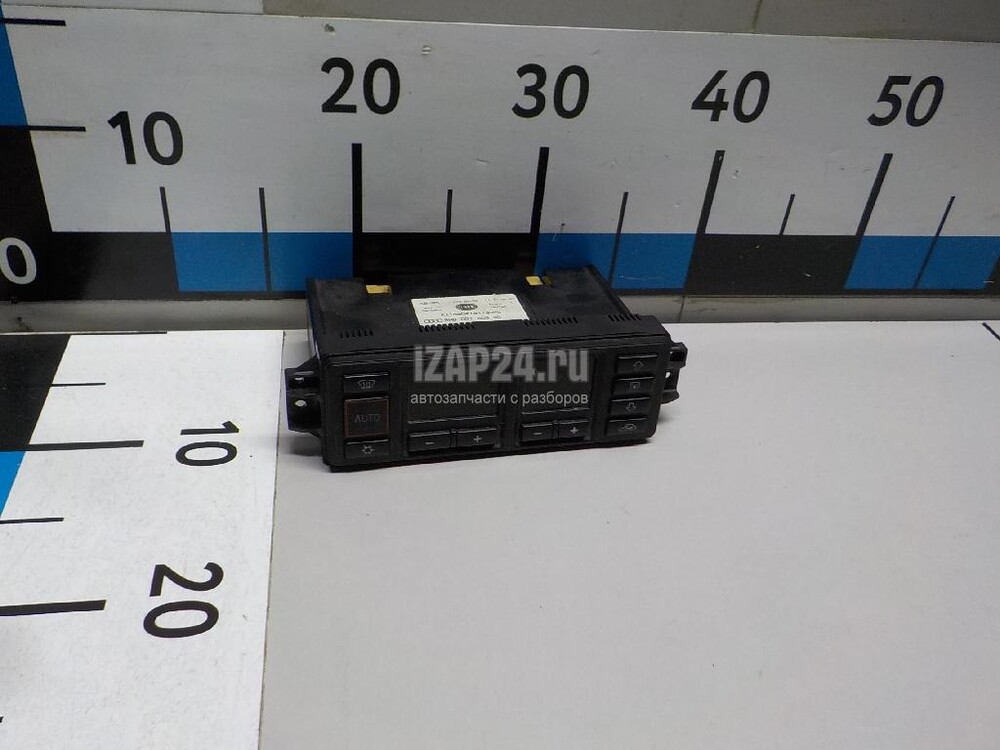 10 20 30 40 50
0
10
20
IZAP24.ru
автозапчасти с разборов
AUTO
- + - +